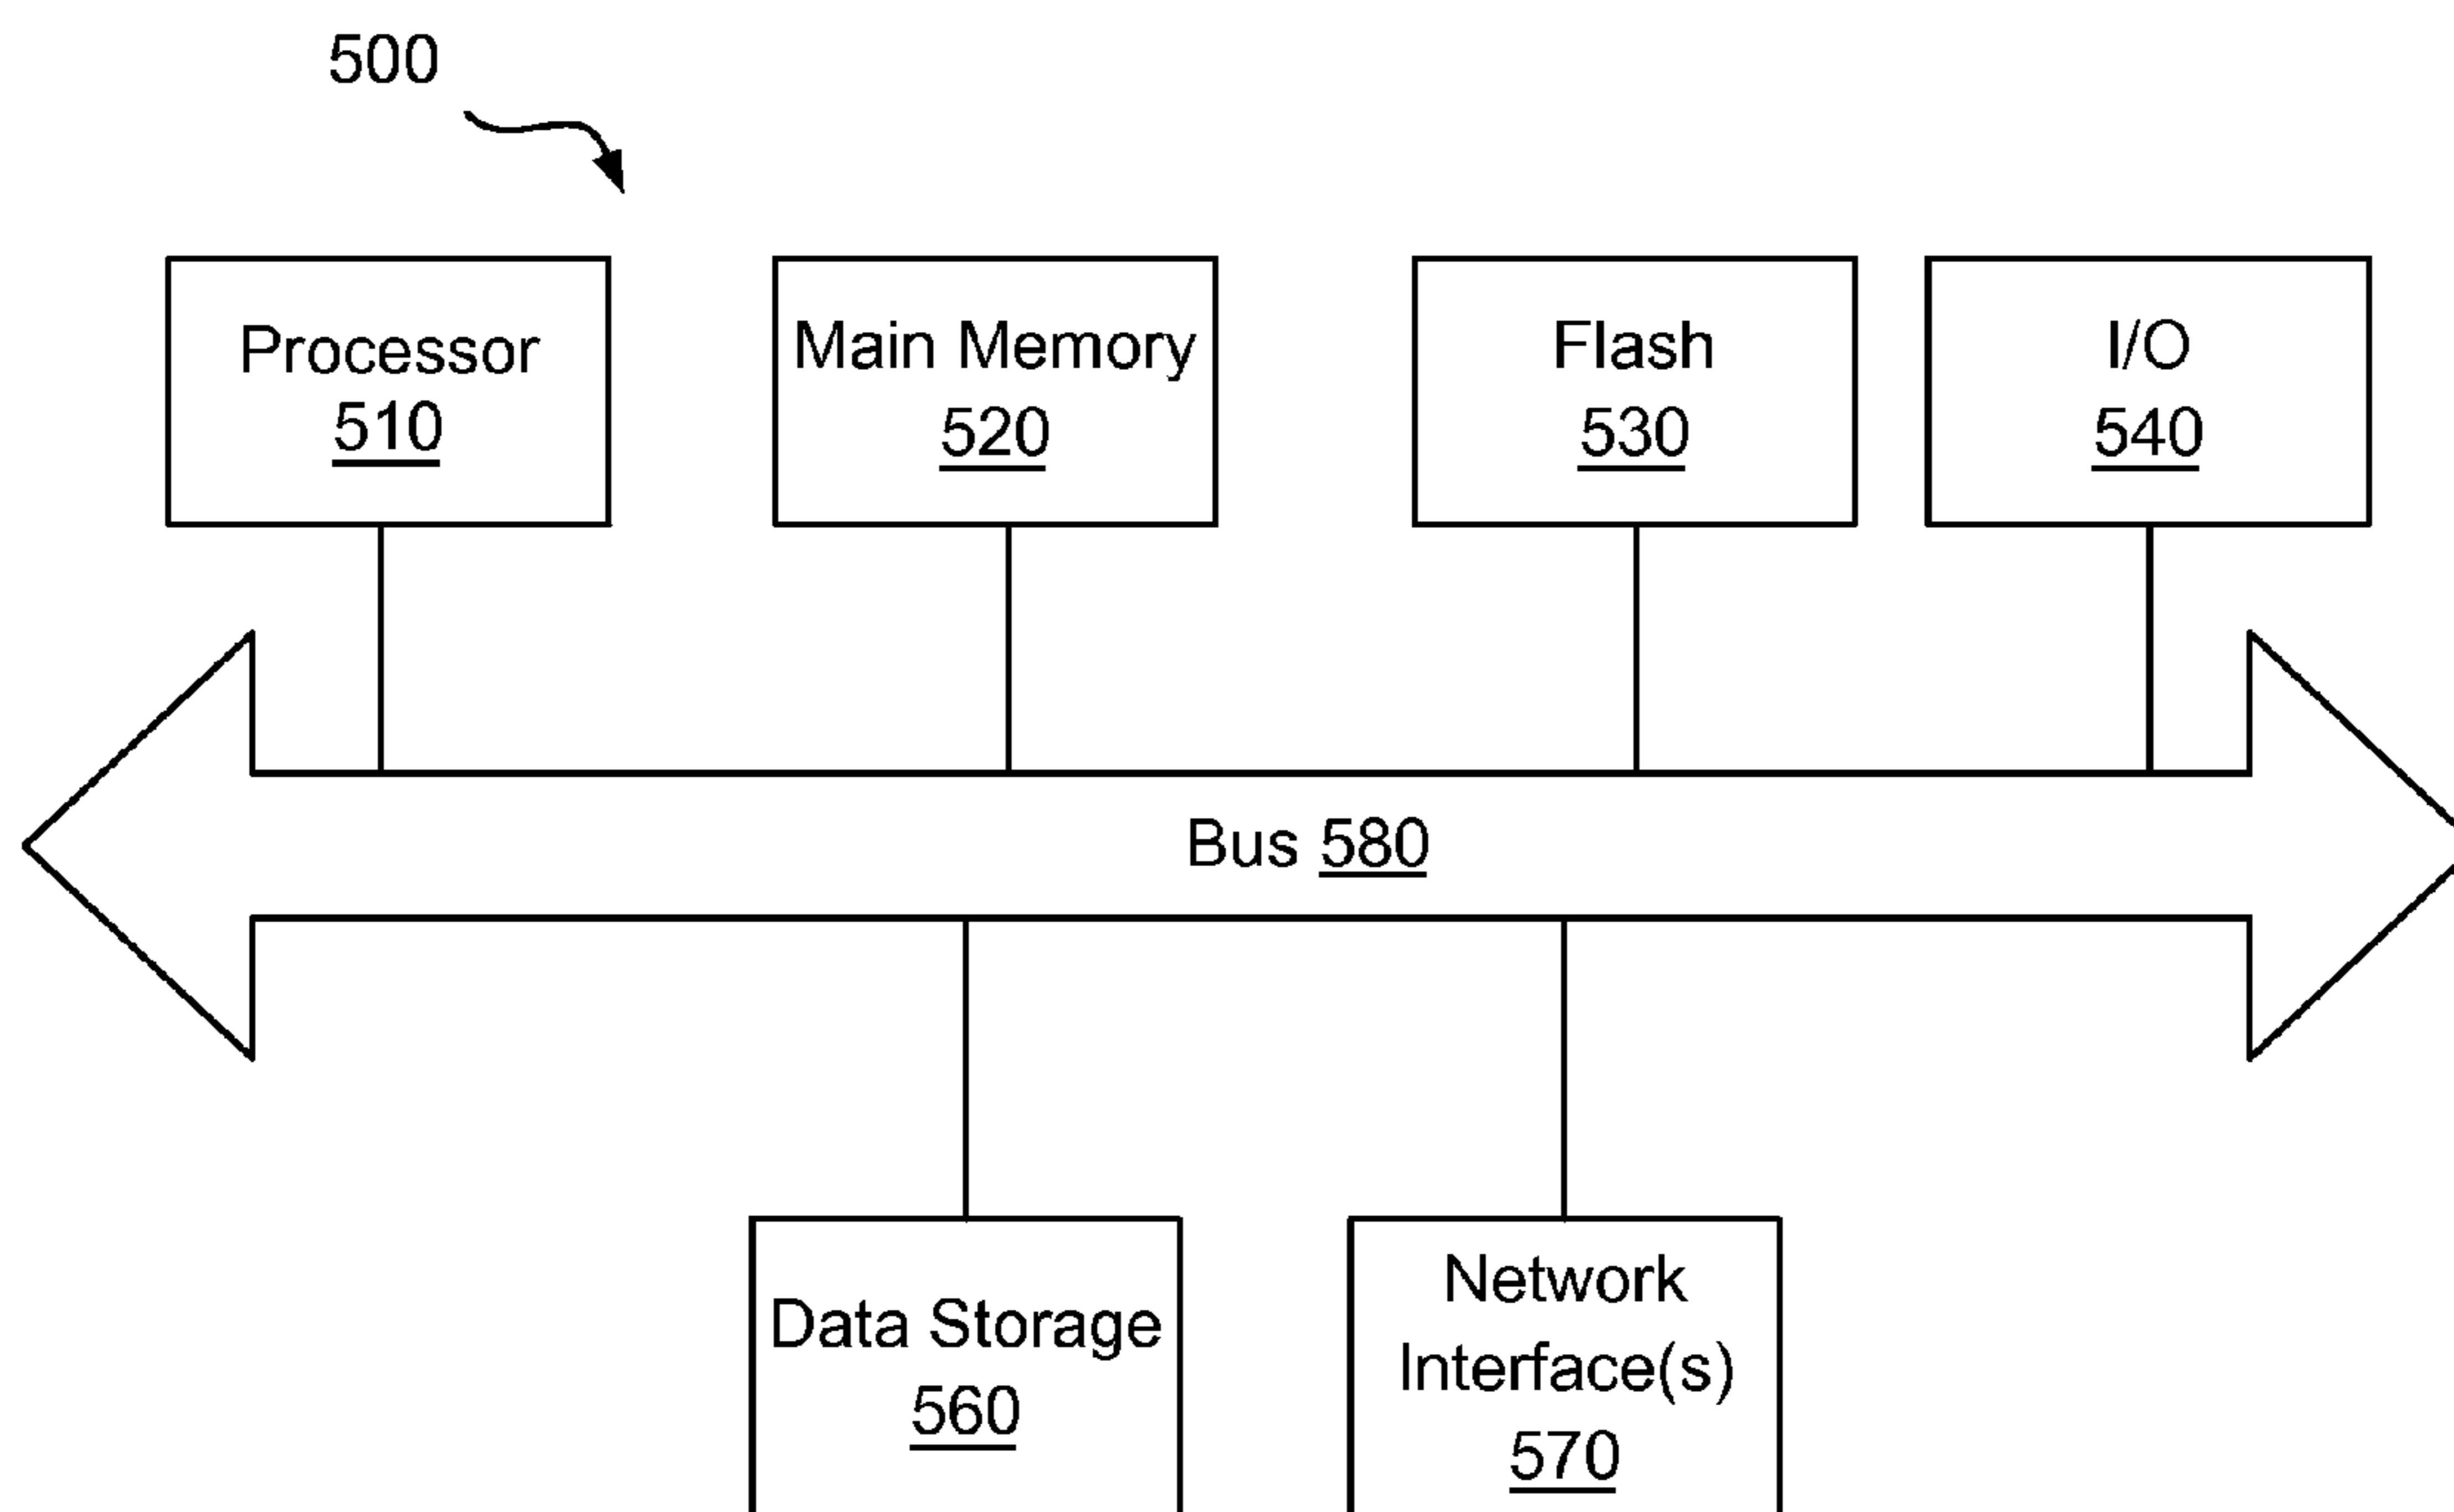 500
Processor
510
Main Memory
520
Flash
530
I/O
540
Bus 580
Data Storage
560
Network
Interface(s)
570